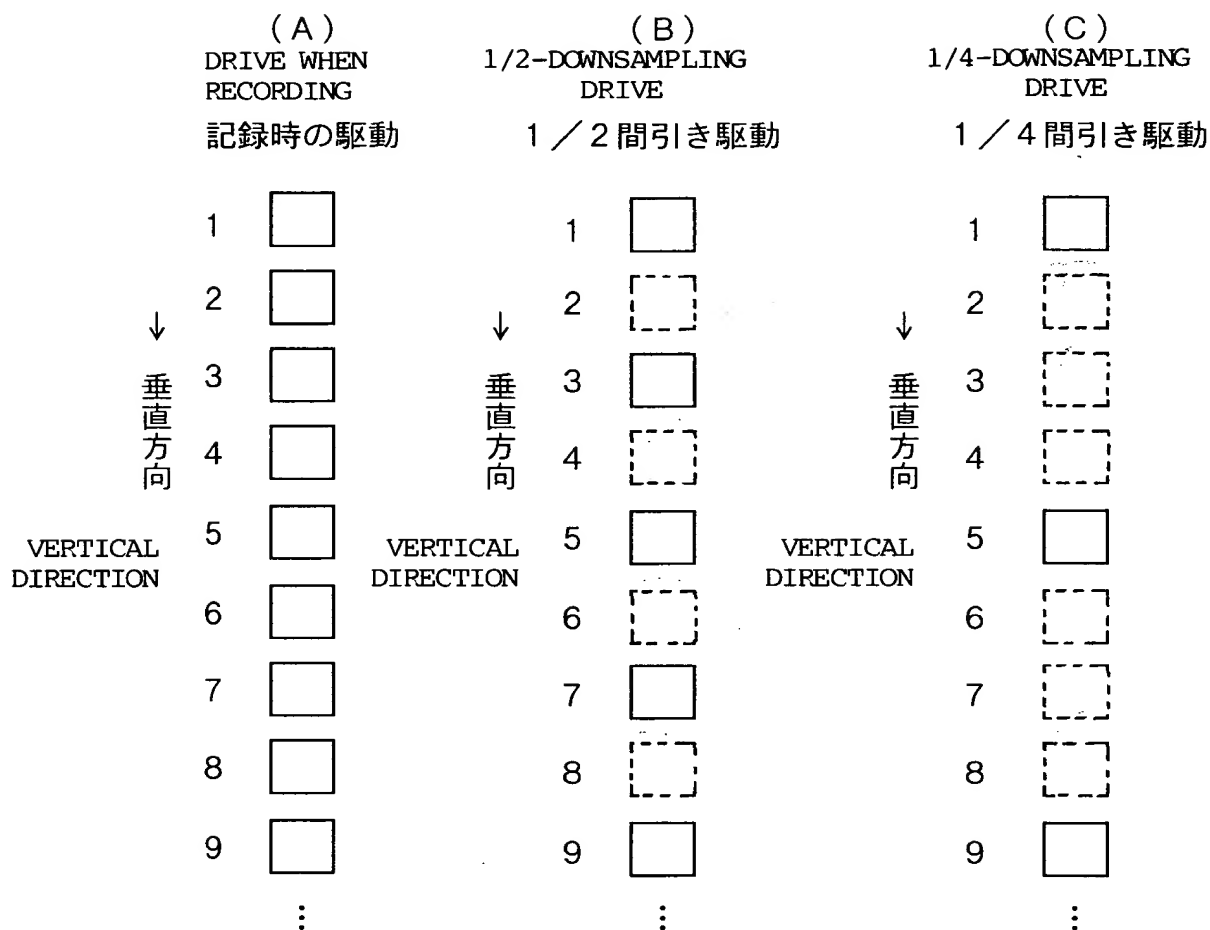 (A)
DRIVE WHEN
RECORDING
記録時の駆動
1
2
3
4
5
6
7
8
9
⋮
↓
垂直方向
VERTICAL
DIRECTION
(B)
1/2-DOWNSAMPLING
DRIVE
1/2間引き駆動
1
2
3
4
5
6
7
8
9
⋮
↓
垂直方向
VERTICAL
DIRECTION
(C)
1/4-DOWNSAMPLING
DRIVE
1/4間引き駆動
1
2
3
4
5
6
7
8
9
⋮
↓
垂直方向
VERTICAL
DIRECTION